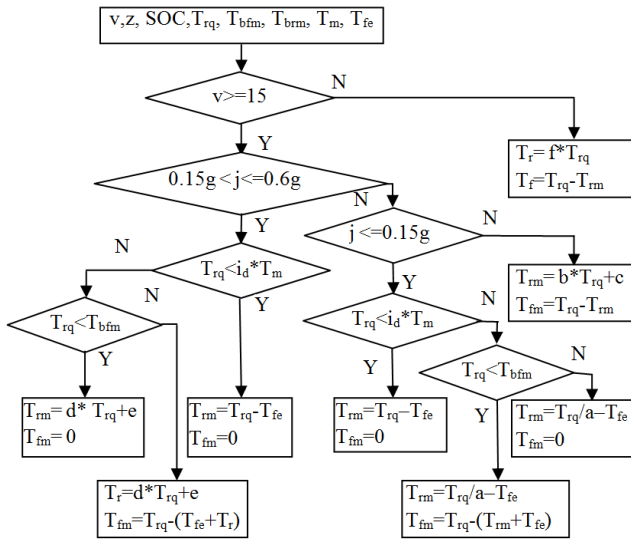 v,z, SOC,T_rq, T_bfm, T_brm, T_m, T_fe
N
v>=15
Y
T_r= f*T_rq
T_f=T_rq-T_rm
0.15g < j<=0.6g
N
Y
j <=0.15g
N
N
T_rq<i_d*T_m
N
Y
Y
T_rm= b*T_rq+c
T_fm=T_rq-T_rm
T_rq<T_bfm
T_rq<i_d*T_m
N
Y
Y
T_rq<T_bfm
N
Y
T_rm= d* T_rq+e
T_fm= 0
T_rm=T_rq-T_fe
T_fm=0
T_rm=T_rq–T_fe
T_fm=0
T_rm=T_rq/a–T_fe
T_fm=0
T_r=d*T_rq+e
T_fm=T_rq-(T_fe+T_r)
T_rm=T_rq/a–T_fe
T_fm=T_rq-(T_rm+T_fe)